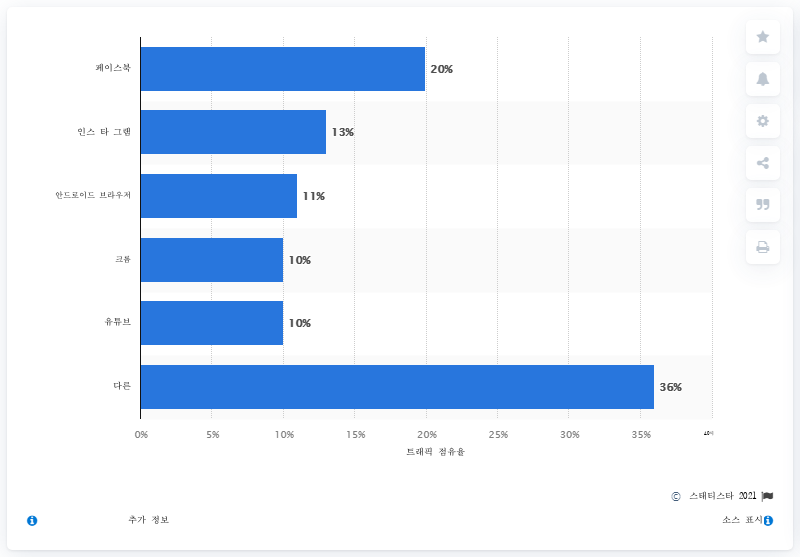 페이스북
20%
인스 타 그램
13%
안드로이드 브라우저
11%
크롬
10%
유튜브
10%
다른
36%
0% 5% 10% 15% 20% 25% 30% 35% 40%
트래픽 점유율
© 스태티스타 2021
추가 정보 소스 표시